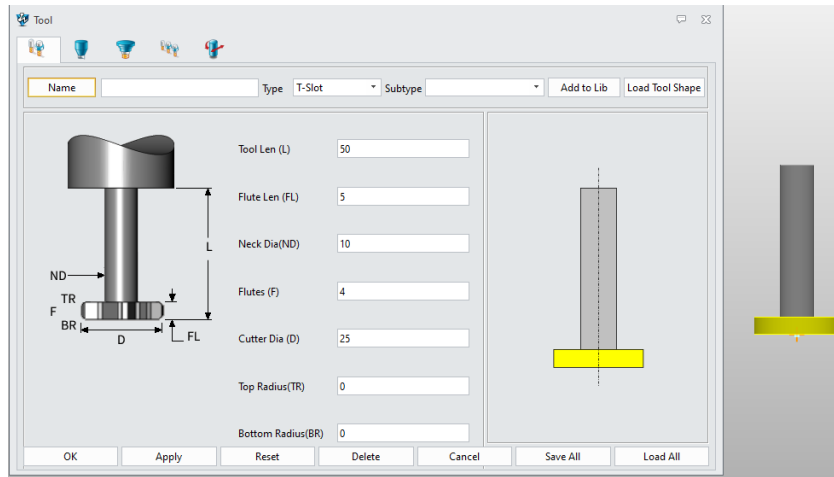 Tool
Name Type T-Slot Subtype Add to Lib Load Tool Shape
Tool Len (L) 50
Flute Len (FL) 5
L
Neck Dia(ND) 10
ND
TR
F
BR
D
FL
Flutes (F) 4
Cutter Dia (D) 25
Top Radius(TR) 0
Bottom Radius(BR) 0
OK Apply Reset Delete Cancel Save All Load All